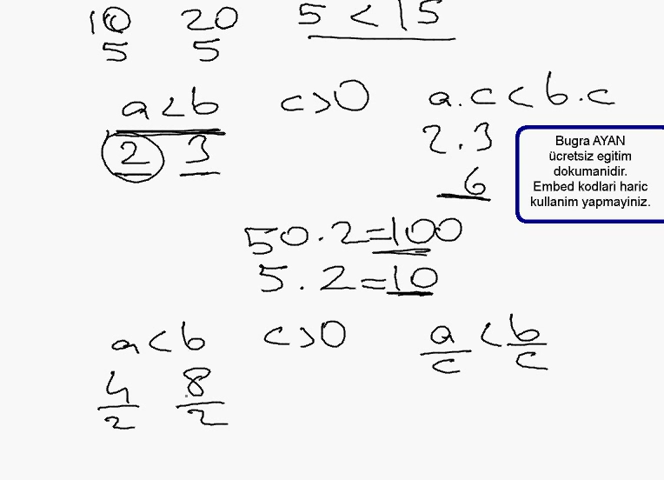 10 20 5 < 15
5 5
a < b c > 0 a.c < b.c
2 3 2.3
6
Bugra AYAN
ücretsiz egitim
dokumanidir.
Embed kodlari haric
kullanim yapmayiniz.
50.2=100
5.2=10
a < b c > 0 a/c < b/c
4/2 8/2